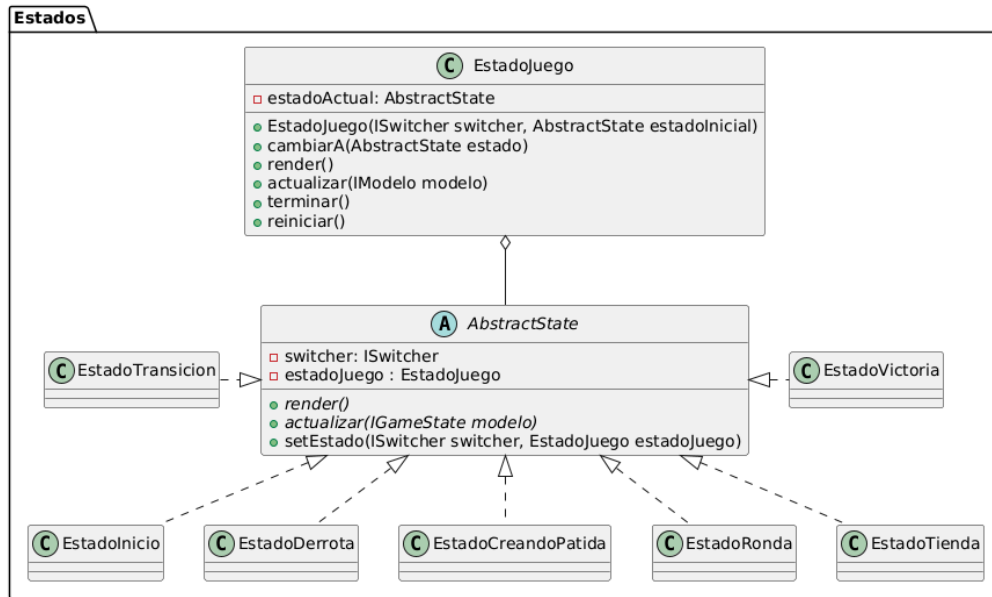 Estados
C EstadoJuego
estadoActual: AbstractState
EstadoJuego(ISwitcher switcher, AbstractState estadoInicial)
cambiarA(AbstractState estado)
render()
actualizar(IModelo modelo)
terminar()
reiniciar()
A AbstractState
switcher: ISwitcher
estadoJuego : EstadoJuego
render()
actualizar(IGameState modelo)
setEstado(ISwitcher switcher, EstadoJuego estadoJuego)
C EstadoTransicion
C EstadoVictoria
C EstadoInicio
C EstadoDerrota
C EstadoCreandoPatida
C EstadoRonda
C EstadoTienda